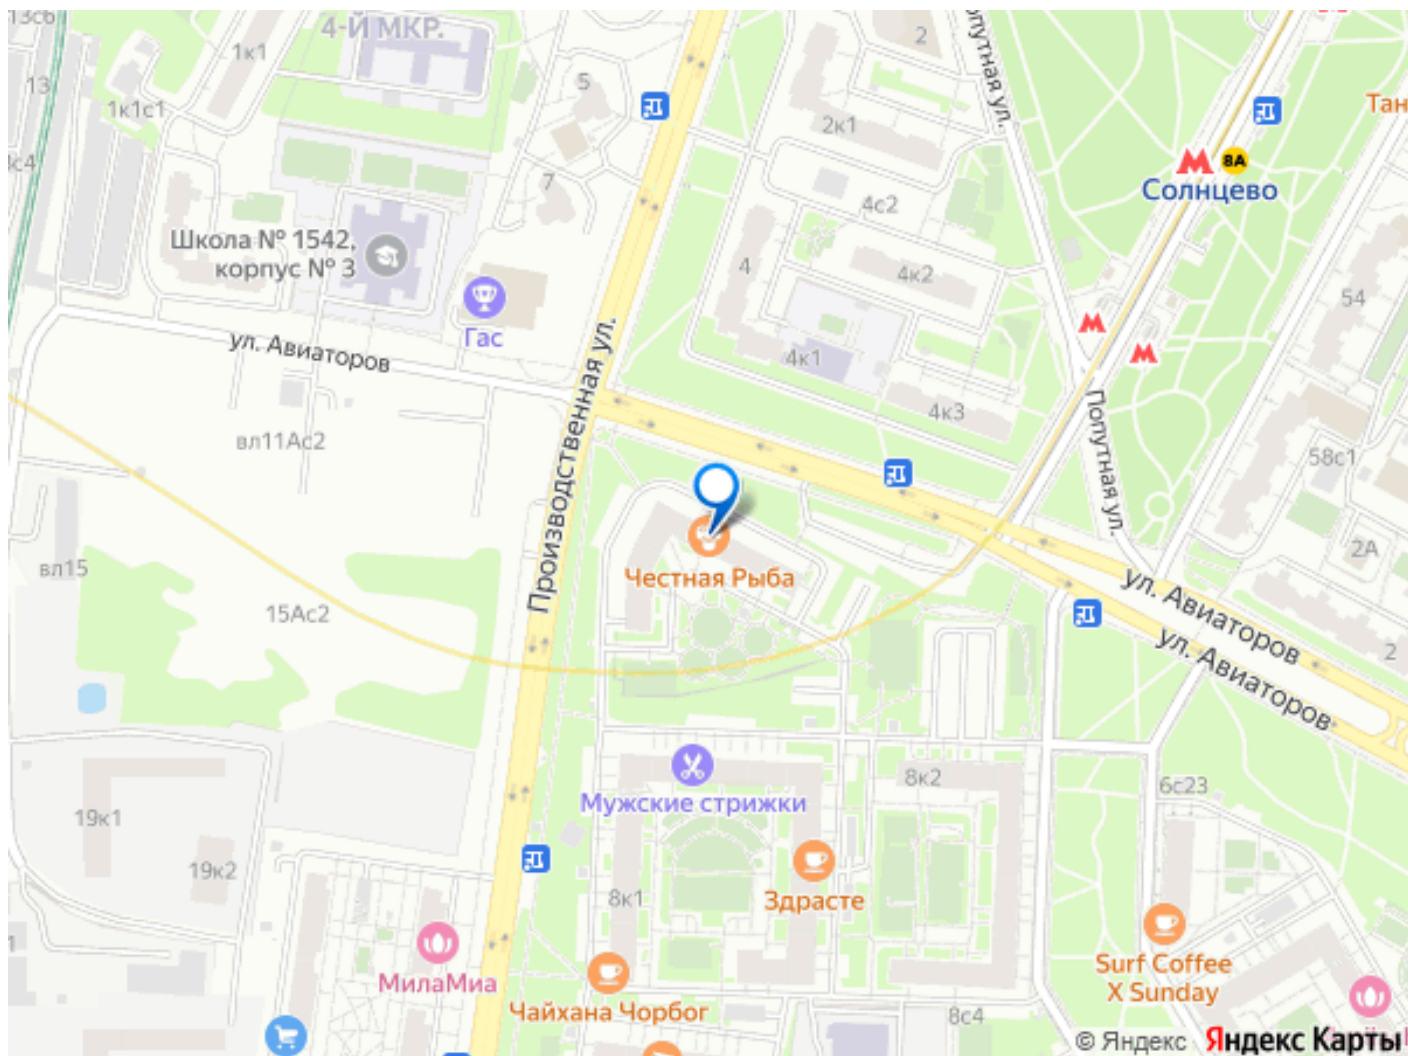 13с6
4-Й МКР.
1к1
2
Попутная ул.
5
13
1к1с1
2к1
Тан
8А
Солнцево
7
4с2
Школа № 1542,
корпус № 3
4
4к2
54
Гас
ул. Авиаторов
Производственная ул.
4к1
4к3
Попутная ул.
вл11Ас2
58с1
вл15
Честная Рыба
2А
15Ас2
ул. Авиаторов
ул. Авиаторов
2
8к2
6с23
Мужские стрижки
19к1
19к2
8к1
Здрасте
МилаМиа
Surf Coffee
X Sunday
Чайхана Чорбог
8с4
© Яндекс Яндекс Карты